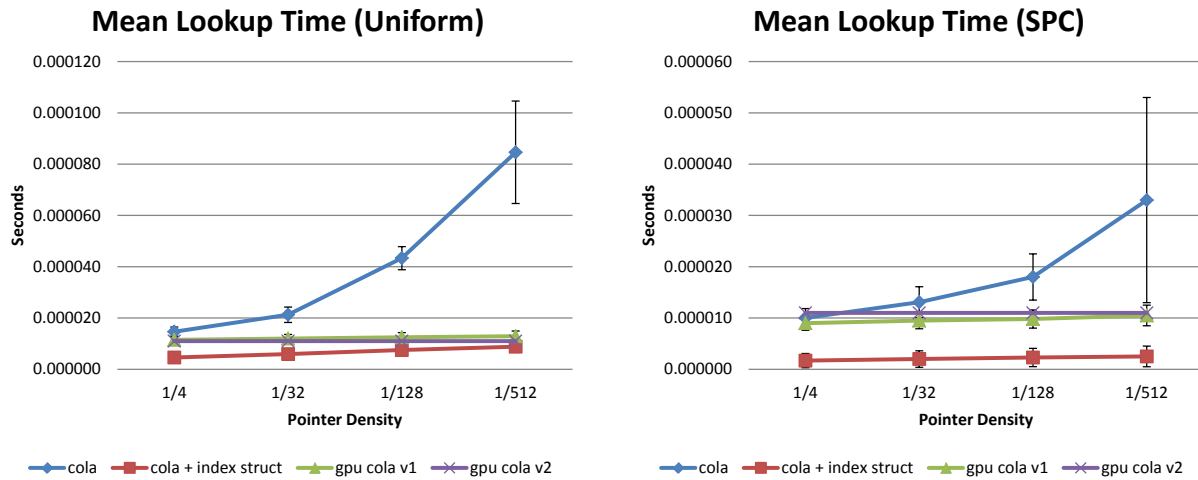 Mean Lookup Time (Uniform)
0.000120
0.000100
0.000080
0.000060
0.000040
0.000020
0.000000
Seconds
1/4 1/32 1/128 1/512
Pointer Density
cola cola + index struct gpu cola v1 gpu cola v2
Mean Lookup Time (SPC)
0.000060
0.000050
0.000040
0.000030
0.000020
0.000010
0.000000
Seconds
1/4 1/32 1/128 1/512
Pointer Density
cola cola + index struct gpu cola v1 gpu cola v2